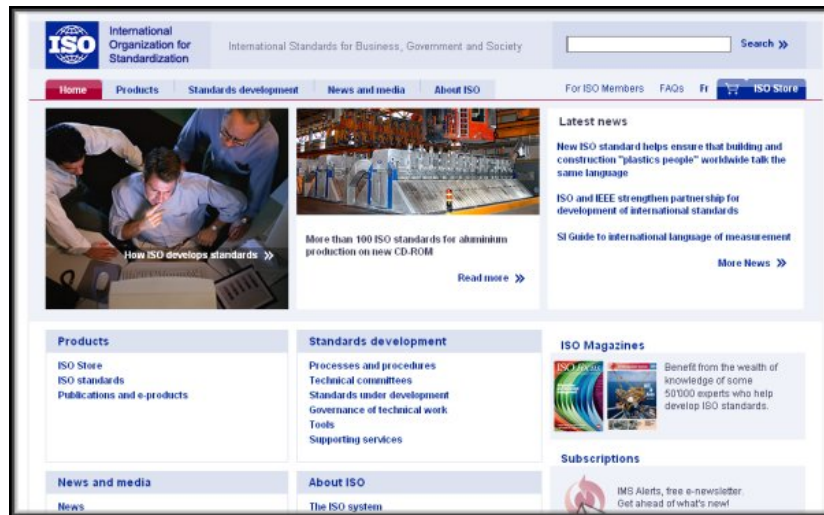 ISO
International
Organization for
Standardization
International Standards for Business, Government and Society
Search »
Home
Products
Standards development
News and media
About ISO
For ISO Members
FAQs
Fr
ISO Store
How ISO develops standards »
More than 100 ISO standards for aluminium
production on new CD-ROM
Read more »
Latest news
New ISO standard helps ensure that building and
construction "plastics people" worldwide talk the
same language
ISO and IEEE strengthen partnership for
development of international standards
SI Guide to international language of measurement
More News »
Products
ISO Store
ISO standards
Publications and e-products
Standards development
Processes and procedures
Technical committees
Standards under development
Governance of technical work
Tools
Supporting services
ISO Magazines
ISO Focus
Benefit from the wealth of
knowledge of some
50'000 experts who help
develop ISO standards.
News and media
News
About ISO
The ISO system
Subscriptions
IMS Alerts, free e-newsletter.
Get ahead of what's new!